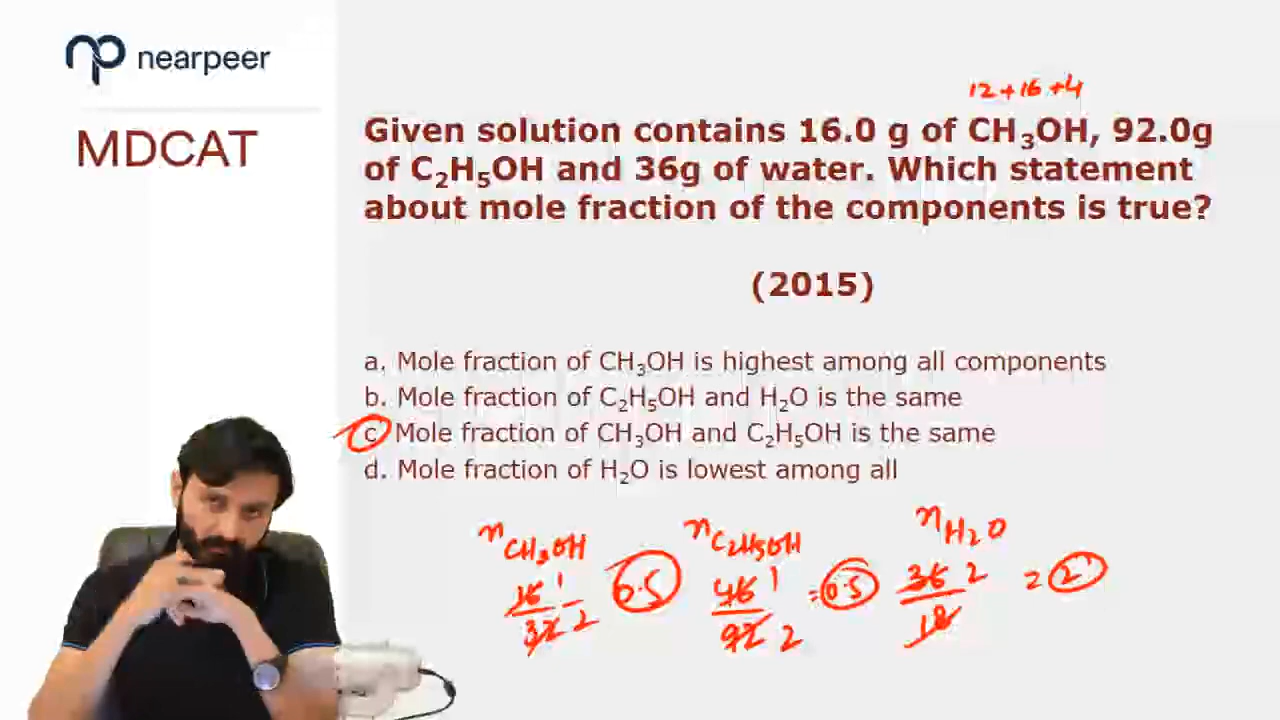 nearpeer
MDCAT
12+16+4
Given solution contains 16.0 g of CH₃OH, 92.0g
of C₂H₅OH and 36g of water. Which statement
about mole fraction of the components is true?
(2015)
a. Mole fraction of CH₃OH is highest among all components
b. Mole fraction of C₂H₅OH and H₂O is the same
c. Mole fraction of CH₃OH and C₂H₅OH is the same
d. Mole fraction of H₂O is lowest among all
nCH₃OH nC₂H₅OH nH₂O
16 1 0.5 46 1 = 0.5 36 2 = 2
32 2 92 2 18